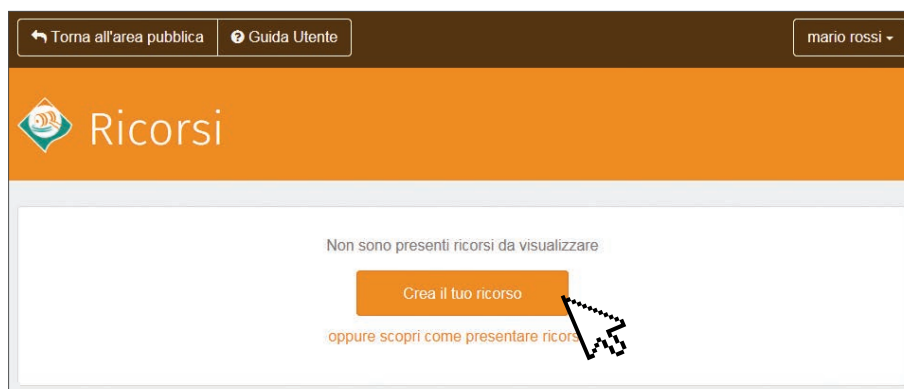 Torna all'area pubblica Guida Utente mario rossi
Ricorsi
Non sono presenti ricorsi da visualizzare
Crea il tuo ricorso
oppure scopri come presentare ricors